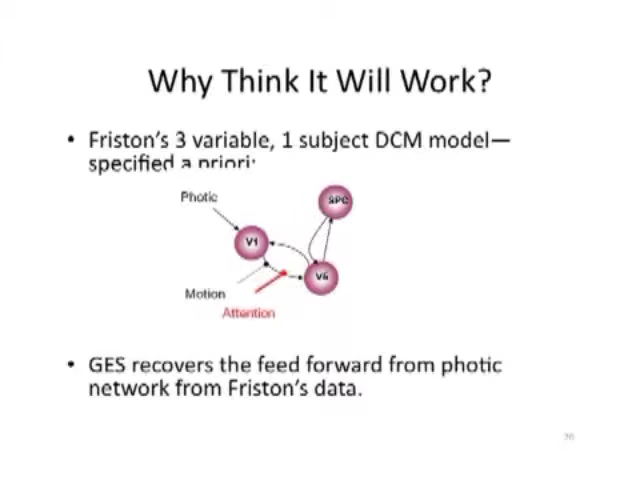 Why Think It Will Work?
• Friston's 3 variable, 1 subject DCM model—
specified a priori:
Photic
SPC
V1
V5
Motion
Attention
• GES recovers the feed forward from photic
network from Friston's data.